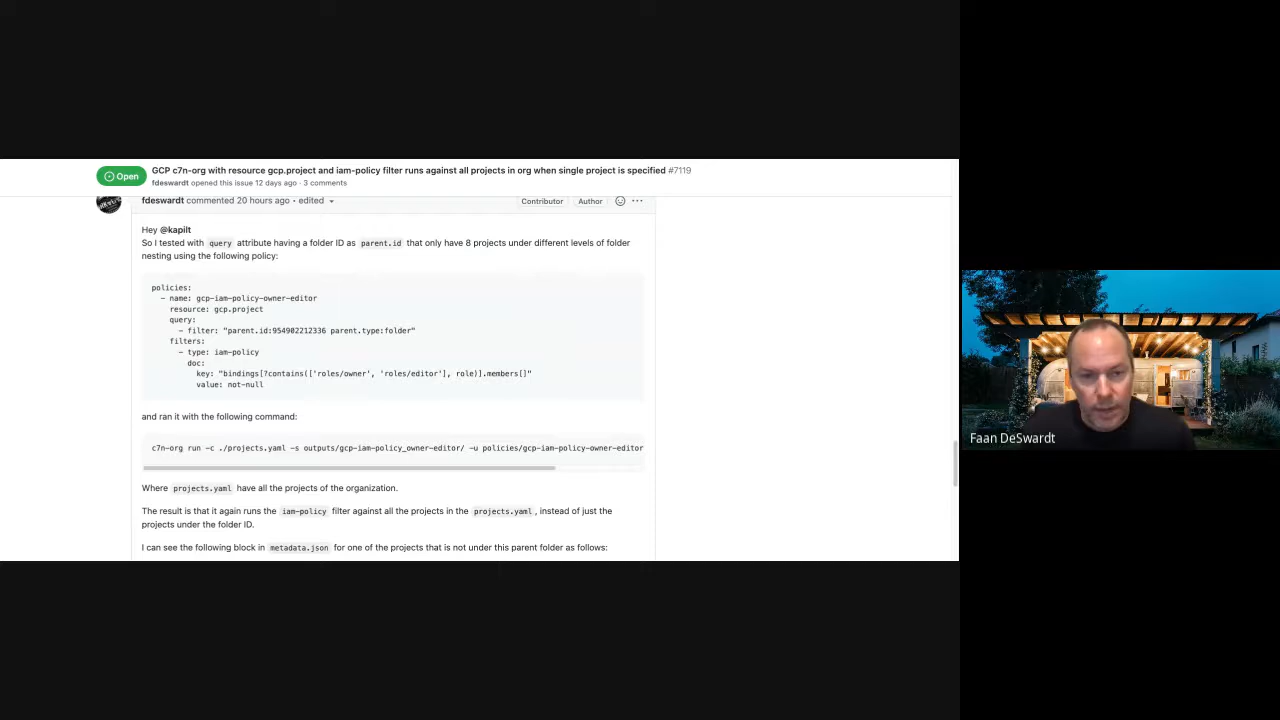 Open
GCP c7n-org with resource gcp.project and iam-policy filter runs against all projects in org when single project is specified #7119
fdeswardt opened this issue 12 days ago · 3 comments
fdeswardt commented 20 hours ago • edited
Contributor
Author
Hey @kapilt
So I tested with query attribute having a folder ID as parent.id that only have 8 projects under different levels of folder
nesting using the following policy:
policies:
- name: gcp-iam-policy-owner-editor
resource: gcp.project
query:
- filter: "parent.id:954902212336 parent.type:folder"
filters:
- type: iam-policy
doc:
key: "bindings[?contains(['roles/owner', 'roles/editor'], role)].members[]"
value: not-null
and ran it with the following command:
c7n-org run -c ./projects.yaml -s outputs/gcp-iam-policy_owner-editor/ -u policies/gcp-iam-policy-owner-editor
Where projects.yaml have all the projects of the organization.
The result is that it again runs the iam-policy filter against all the projects in the projects.yaml, instead of just the
projects under the folder ID.
I can see the following block in metadata.json for one of the projects that is not under this parent folder as follows:
Faan DeSwardt